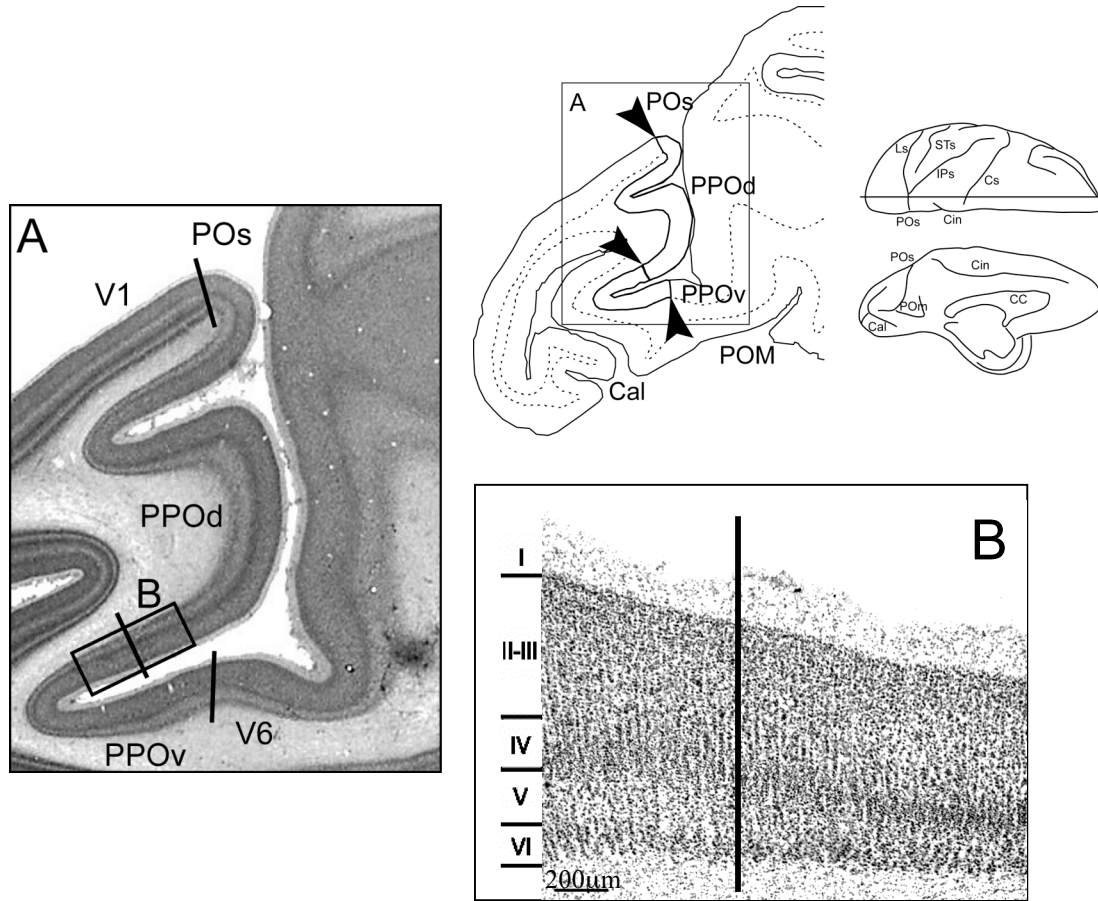 A
POs
V1
PPOd
B
V6
PPOv
A
POs
PPOd
PPOv
POM
Cal
Ls
STs
IPs
Cs
POs
Cin
POs
Cin
POm
CC
Cal
B
I
II-III
IV
V
VI
200μm